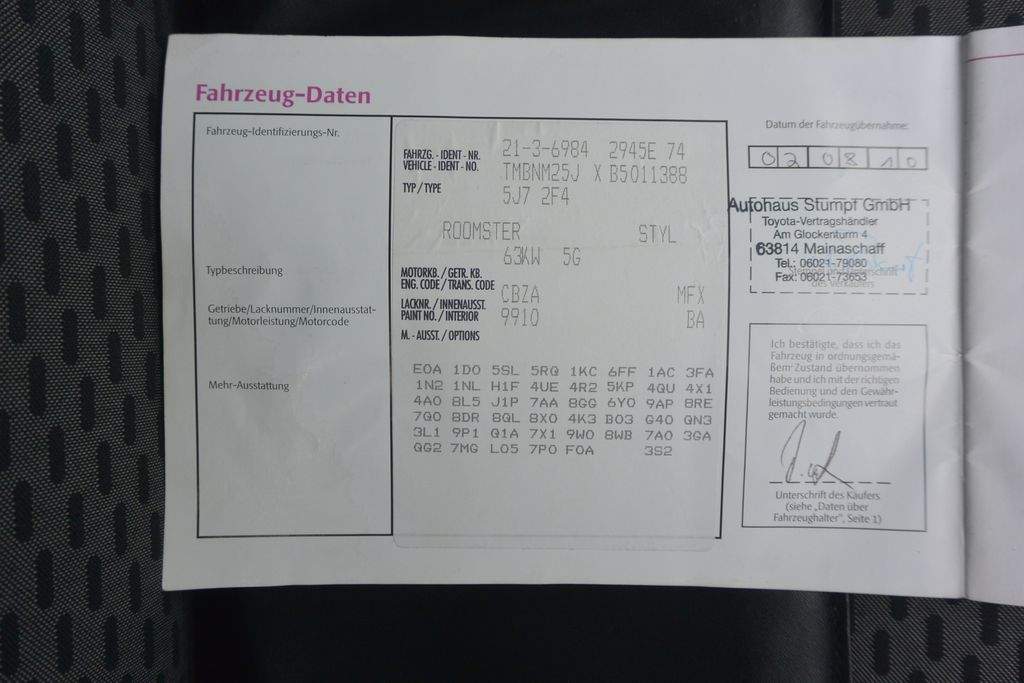 Fahrzeug-Daten
Fahrzeug-Identifizierungs-Nr.
Typbeschreibung
Getriebe/Lacknummer/Innenausstat-
tung/Motorleistung/Motorcode
Mehr-Ausstattung
FAHRZG. - IDENT - NR. 21-3-6984 2945E 74
VEHICLE - IDENT - NO. TMBNM25J X B5011388
TYP / TYPE 5J7 2F4
ROOMSTER STYL
63KW 5G
MOTORKB. / GETR. KB.
ENG. CODE / TRANS. CODE CBZA MFX
LACKNR. / INNENAUSST.
PAINT NO. / INTERIOR 9910 BA
M. - AUSST. / OPTIONS
E0A 1D0 5SL 5RQ 1KC 6FF 1AC 3FA
1N2 1NL H1F 4UE 4R2 5KP 4QU 4X1
4A0 8L5 J1P 7AA 8GG 6Y0 9AP 8RE
7Q0 8DR 8QL 8X0 4K3 B03 G40 QN3
3L1 9P1 Q1A 7X1 9W0 8WB 7A0 3GA
QG2 7MG L05 7P0 F0A 3S2
Datum der Fahrzeugübernahme:
02 08 10
Autohaus Stumpf GmbH
Toyota-Vertragshändler
Am Glockenturm 4
63814 Mainaschaff
Tel.: 06021-79080
Fax: 06021-73653
des Verkäufers
Ich bestätige, dass ich das
Fahrzeug in ordnungsgemä-
ßem Zustand übernommen
habe und ich mit der richtigen
Bedienung und den Gewähr-
leistungsbedingungen vertraut
gemacht wurde.
Unterschrift des Käufers
(siehe „Daten über
Fahrzeughalter", Seite 1)